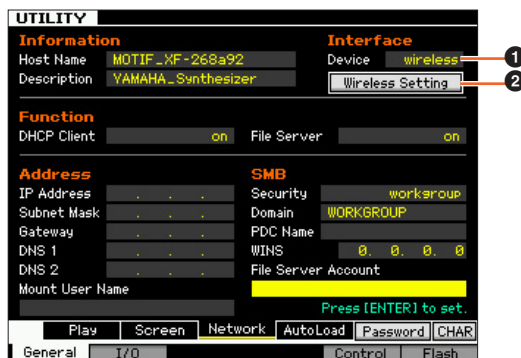 UTILITY
Information Interface
Host Name MOTIF_XF-268a92 Device wireless 1
Description YAMAHA_Synthesizer Wireless Setting 2
Function
DHCP Client on File Server on
Address SMB
IP Address . . . Security workgroup
Subnet Mask . . . Domain WORKGROUP
Gateway . . . PDC Name
DNS 1 . . . WINS 0. 0. 0. 0
DNS 2 . . . File Server Account
Mount User Name
Press [ENTER] to set.
Play Screen Network AutoLoad Password CHAR
General I/O Control Flash